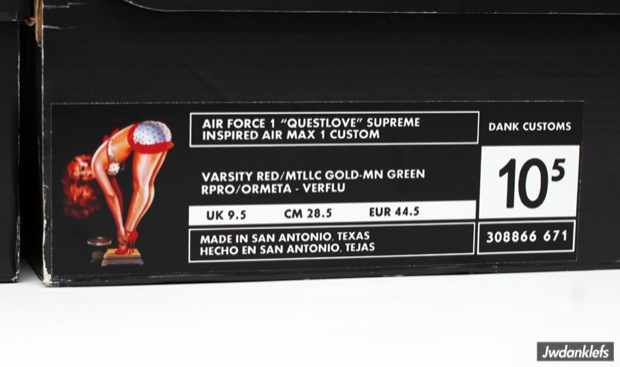 AIR FORCE 1 "QUESTLOVE" SUPREME
INSPIRED AIR MAX 1 CUSTOM
VARSITY RED/MTLLC GOLD-MN GREEN
RPRO/ORMETA - VERFLU
UK 9.5 CM 28.5 EUR 44.5
MADE IN SAN ANTONIO, TEXAS
HECHO EN SAN ANTONIO, TEJAS
DANK CUSTOMS
10⁵
308866 671
Jwdanklefs